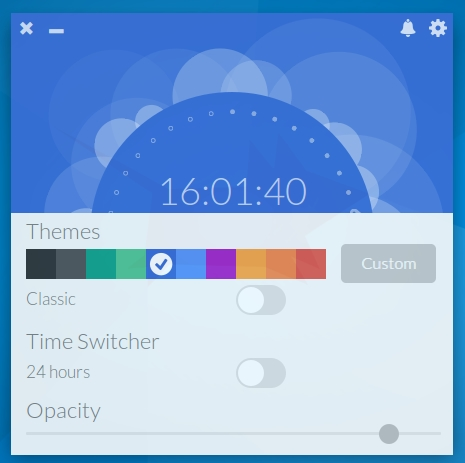 16:01:40
Themes
Custom
Classic
Time Switcher
24 hours
Opacity